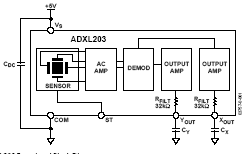 +5V
VS
ADXL203
CDC
AC AMP
DEMOD
OUTPUT AMP
OUTPUT AMP
SENSOR
RFILT 32kΩ
RFILT 32kΩ
COM
ST
YOUT
XOUT
CY
CX